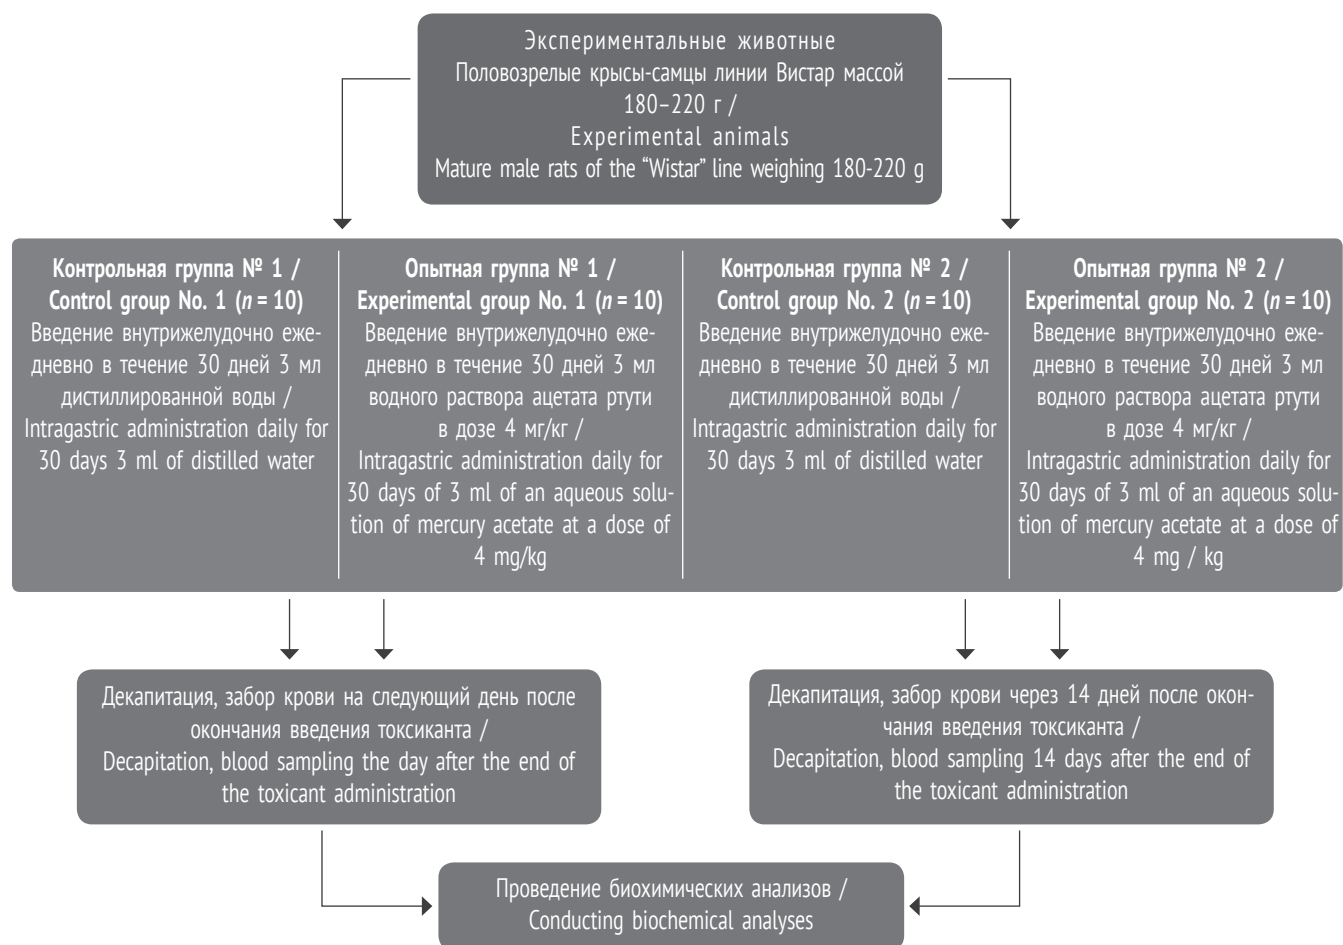 Экспериментальные животные
Половозрелые крысы-самцы линии Вистар массой
180–220 г /
Experimental animals
Mature male rats of the “Wistar” line weighing 180-220 g
Контрольная группа № 1 /
Control group No. 1 (n = 10)
Введение внутрижелудочно еже-
дневно в течение 30 дней 3 мл
дистиллированной воды /
Intragastric administration daily for
30 days 3 ml of distilled water
Опытная группа № 1 /
Experimental group No. 1 (n = 10)
Введение внутрижелудочно еже-
дневно в течение 30 дней 3 мл
водного раствора ацетата ртути
в дозе 4 мг/кг /
Intragastric administration daily for
30 days of 3 ml of an aqueous solu-
tion of mercury acetate at a dose of
4 mg/kg
Контрольная группа № 2 /
Control group No. 2 (n = 10)
Введение внутрижелудочно еже-
дневно в течение 30 дней 3 мл
дистиллированной воды /
Intragastric administration daily for
30 days 3 ml of distilled water
Опытная группа № 2 /
Experimental group No. 2 (n = 10)
Введение внутрижелудочно еже-
дневно в течение 30 дней 3 мл
водного раствора ацетата ртути
в дозе 4 мг/кг /
Intragastric administration daily for
30 days of 3 ml of an aqueous solu-
tion of mercury acetate at a dose of
4 mg / kg
Декапитация, забор крови на следующий день после
окончания введения токсиканта /
Decapitation, blood sampling the day after the end of
the toxicant administration
Декапитация, забор крови через 14 дней после окон-
чания введения токсиканта /
Decapitation, blood sampling 14 days after the end of
the toxicant administration
Проведение биохимических анализов /
Conducting biochemical analyses